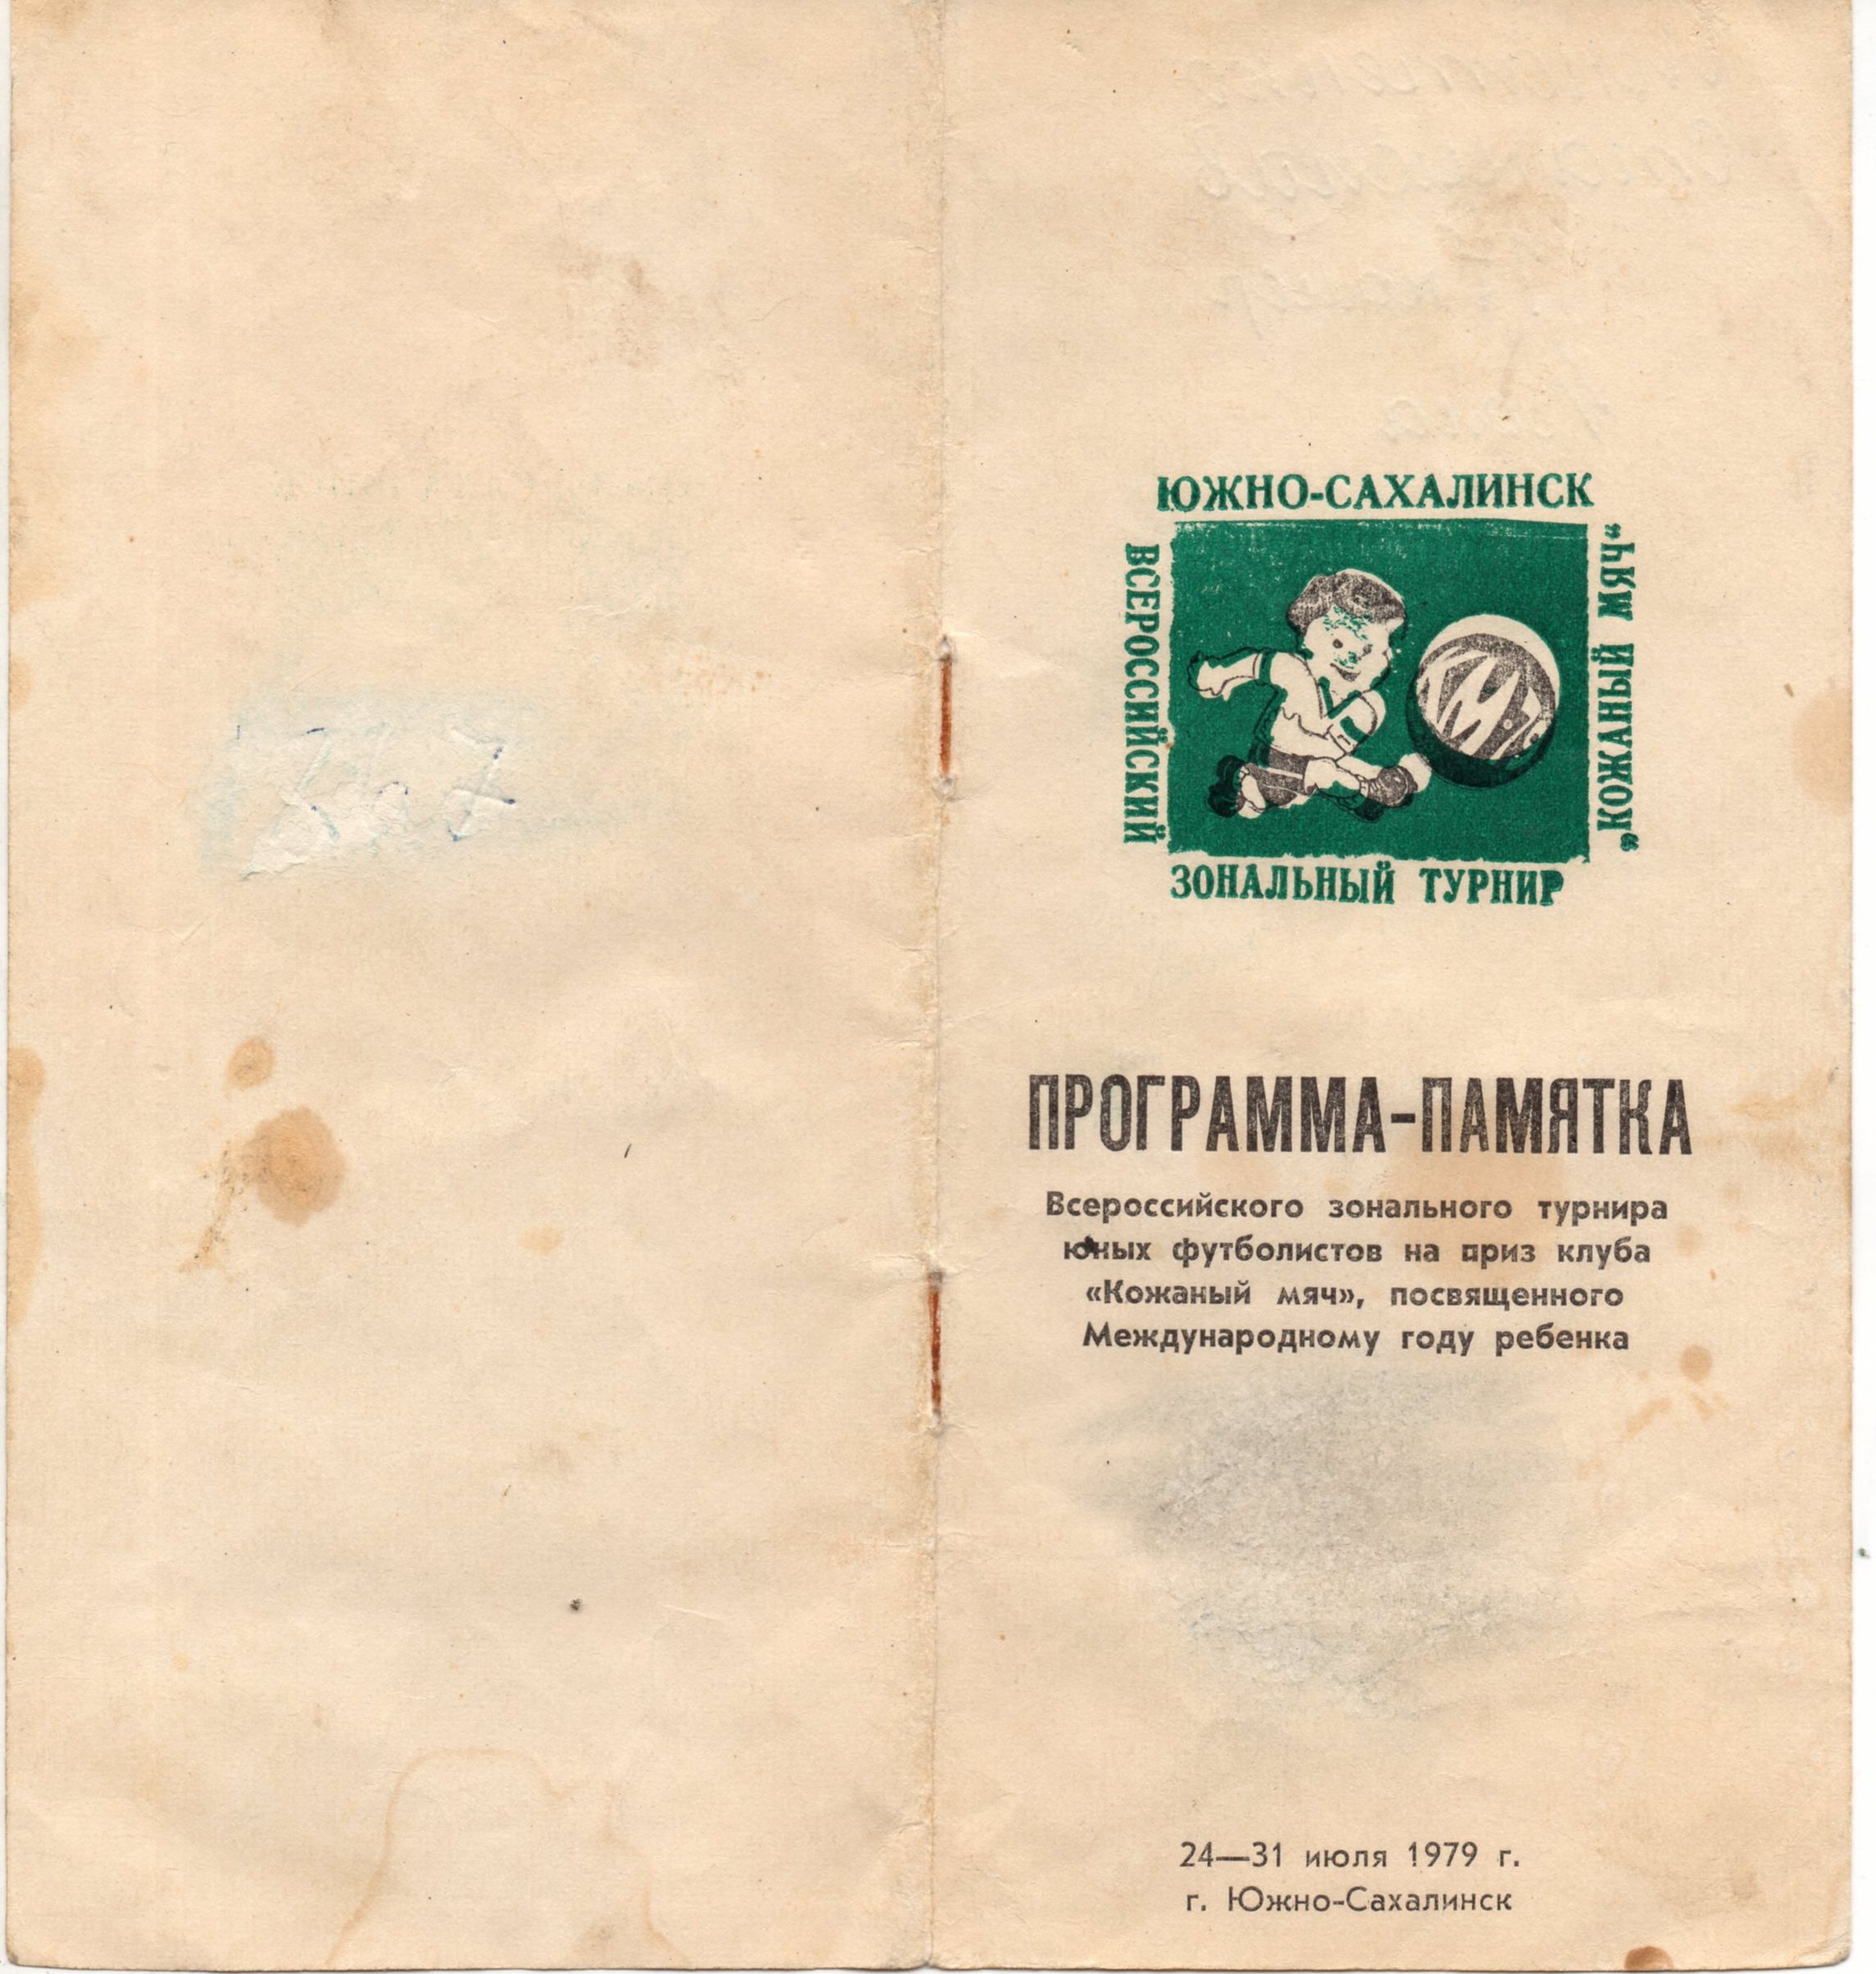 ЮЖНО-САХАЛИНСК
ВСЕРОССИЙСКИЙ
„КОЖАНЫЙ МЯЧ“
КМ
ЗОНАЛЬНЫЙ ТУРНИР
ПРОГРАММА-ПАМЯТКА
Всероссийского зонального турнира
юных футболистов на приз клуба
«Кожаный мяч», посвященного
Международному году ребенка
24—31 июля 1979 г.
г. Южно-Сахалинск